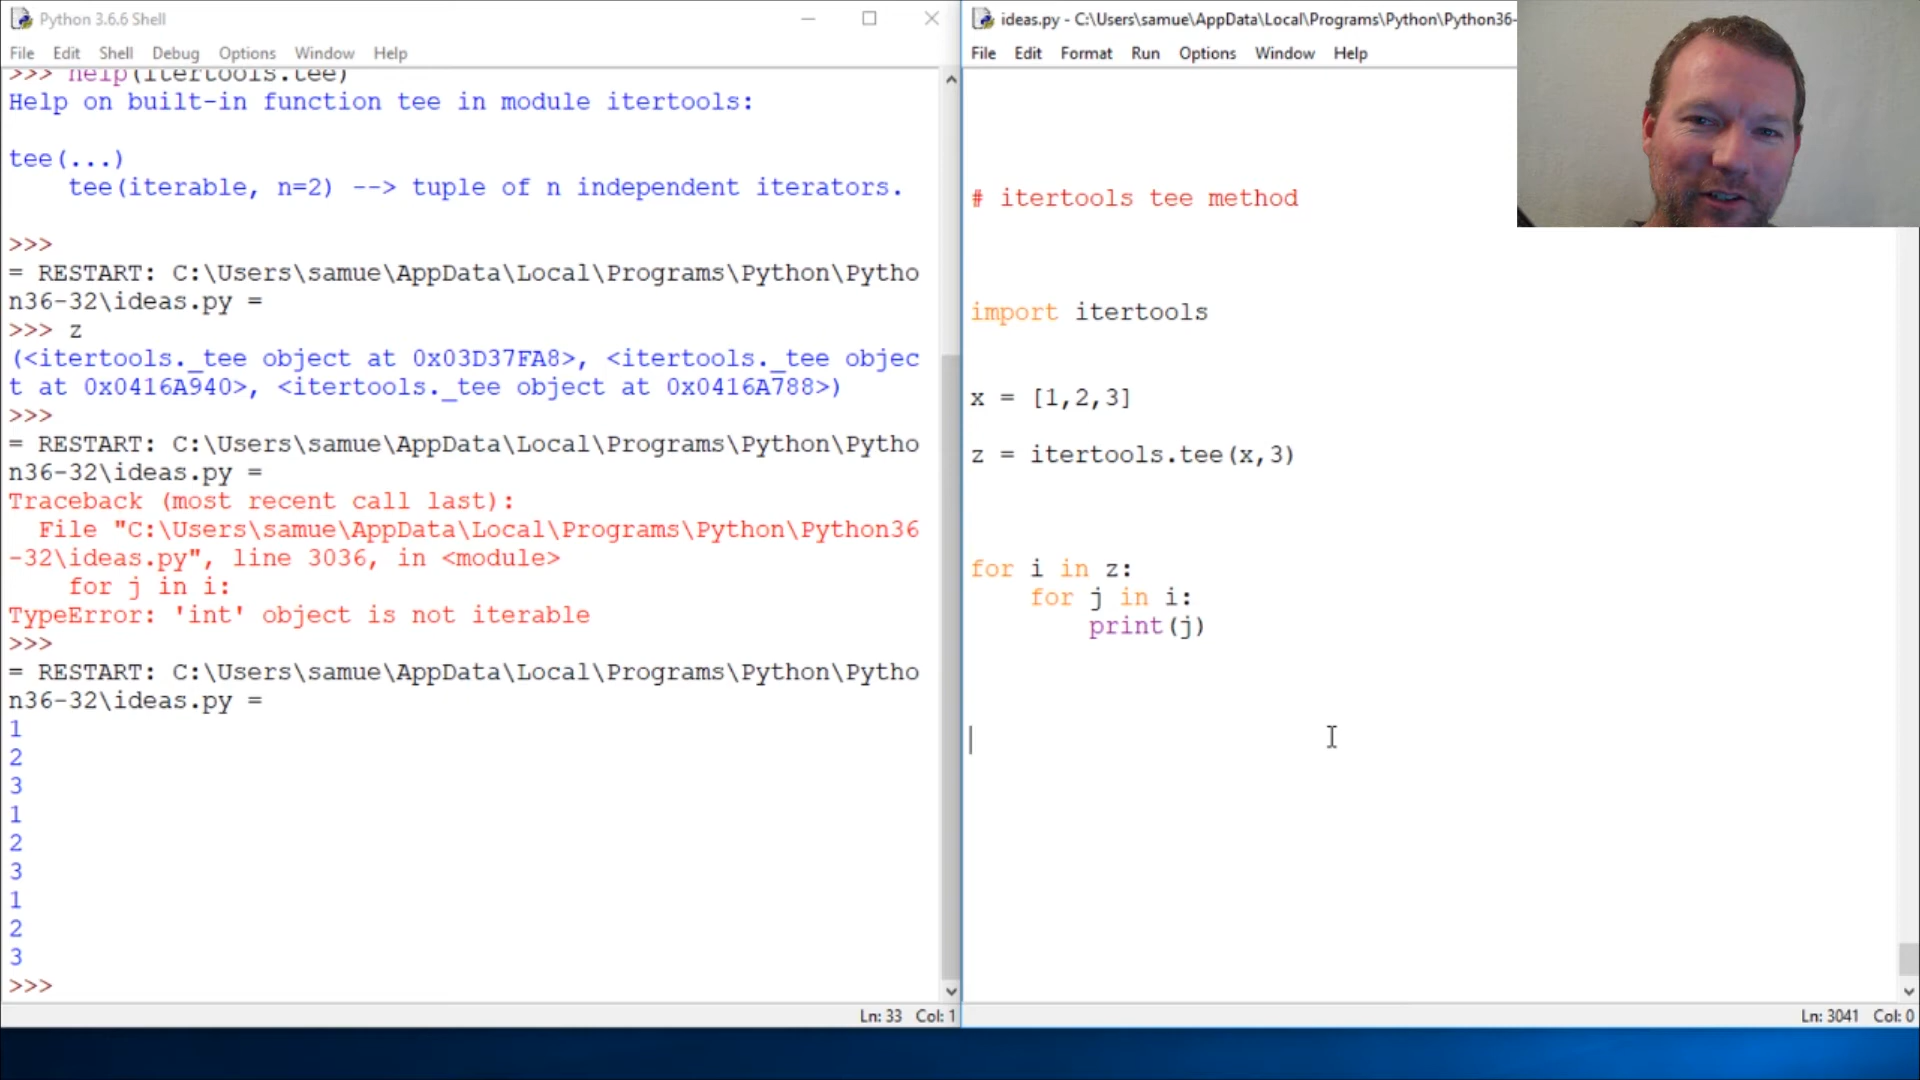 Python 3.6.6 Shell
File Edit Shell Debug Options Window Help
>>> help(itertools.tee)
Help on built-in function tee in module itertools:
tee(...)
    tee(iterable, n=2) --> tuple of n independent iterators.
>>>
= RESTART: C:\Users\samue\AppData\Local\Programs\Python\Pytho
n36-32\ideas.py =
>>> z
(<itertools._tee object at 0x03D37FA8>, <itertools._tee objec
t at 0x0416A940>, <itertools._tee object at 0x0416A788>)
>>>
= RESTART: C:\Users\samue\AppData\Local\Programs\Python\Pytho
n36-32\ideas.py =
Traceback (most recent call last):
  File "C:\Users\samue\AppData\Local\Programs\Python\Python36
-32\ideas.py", line 3036, in <module>
    for j in i:
TypeError: 'int' object is not iterable
>>>
= RESTART: C:\Users\samue\AppData\Local\Programs\Python\Pytho
n36-32\ideas.py =
1
2
3
1
2
3
1
2
3
>>>
Ln: 33 Col: 1
ideas.py - C:\Users\samue\AppData\Local\Programs\Python\Python36-
File Edit Format Run Options Window Help
# itertools tee method
import itertools
x = [1,2,3]
z = itertools.tee(x,3)
for i in z:
    for j in i:
        print(j)
Ln: 3041 Col: 0